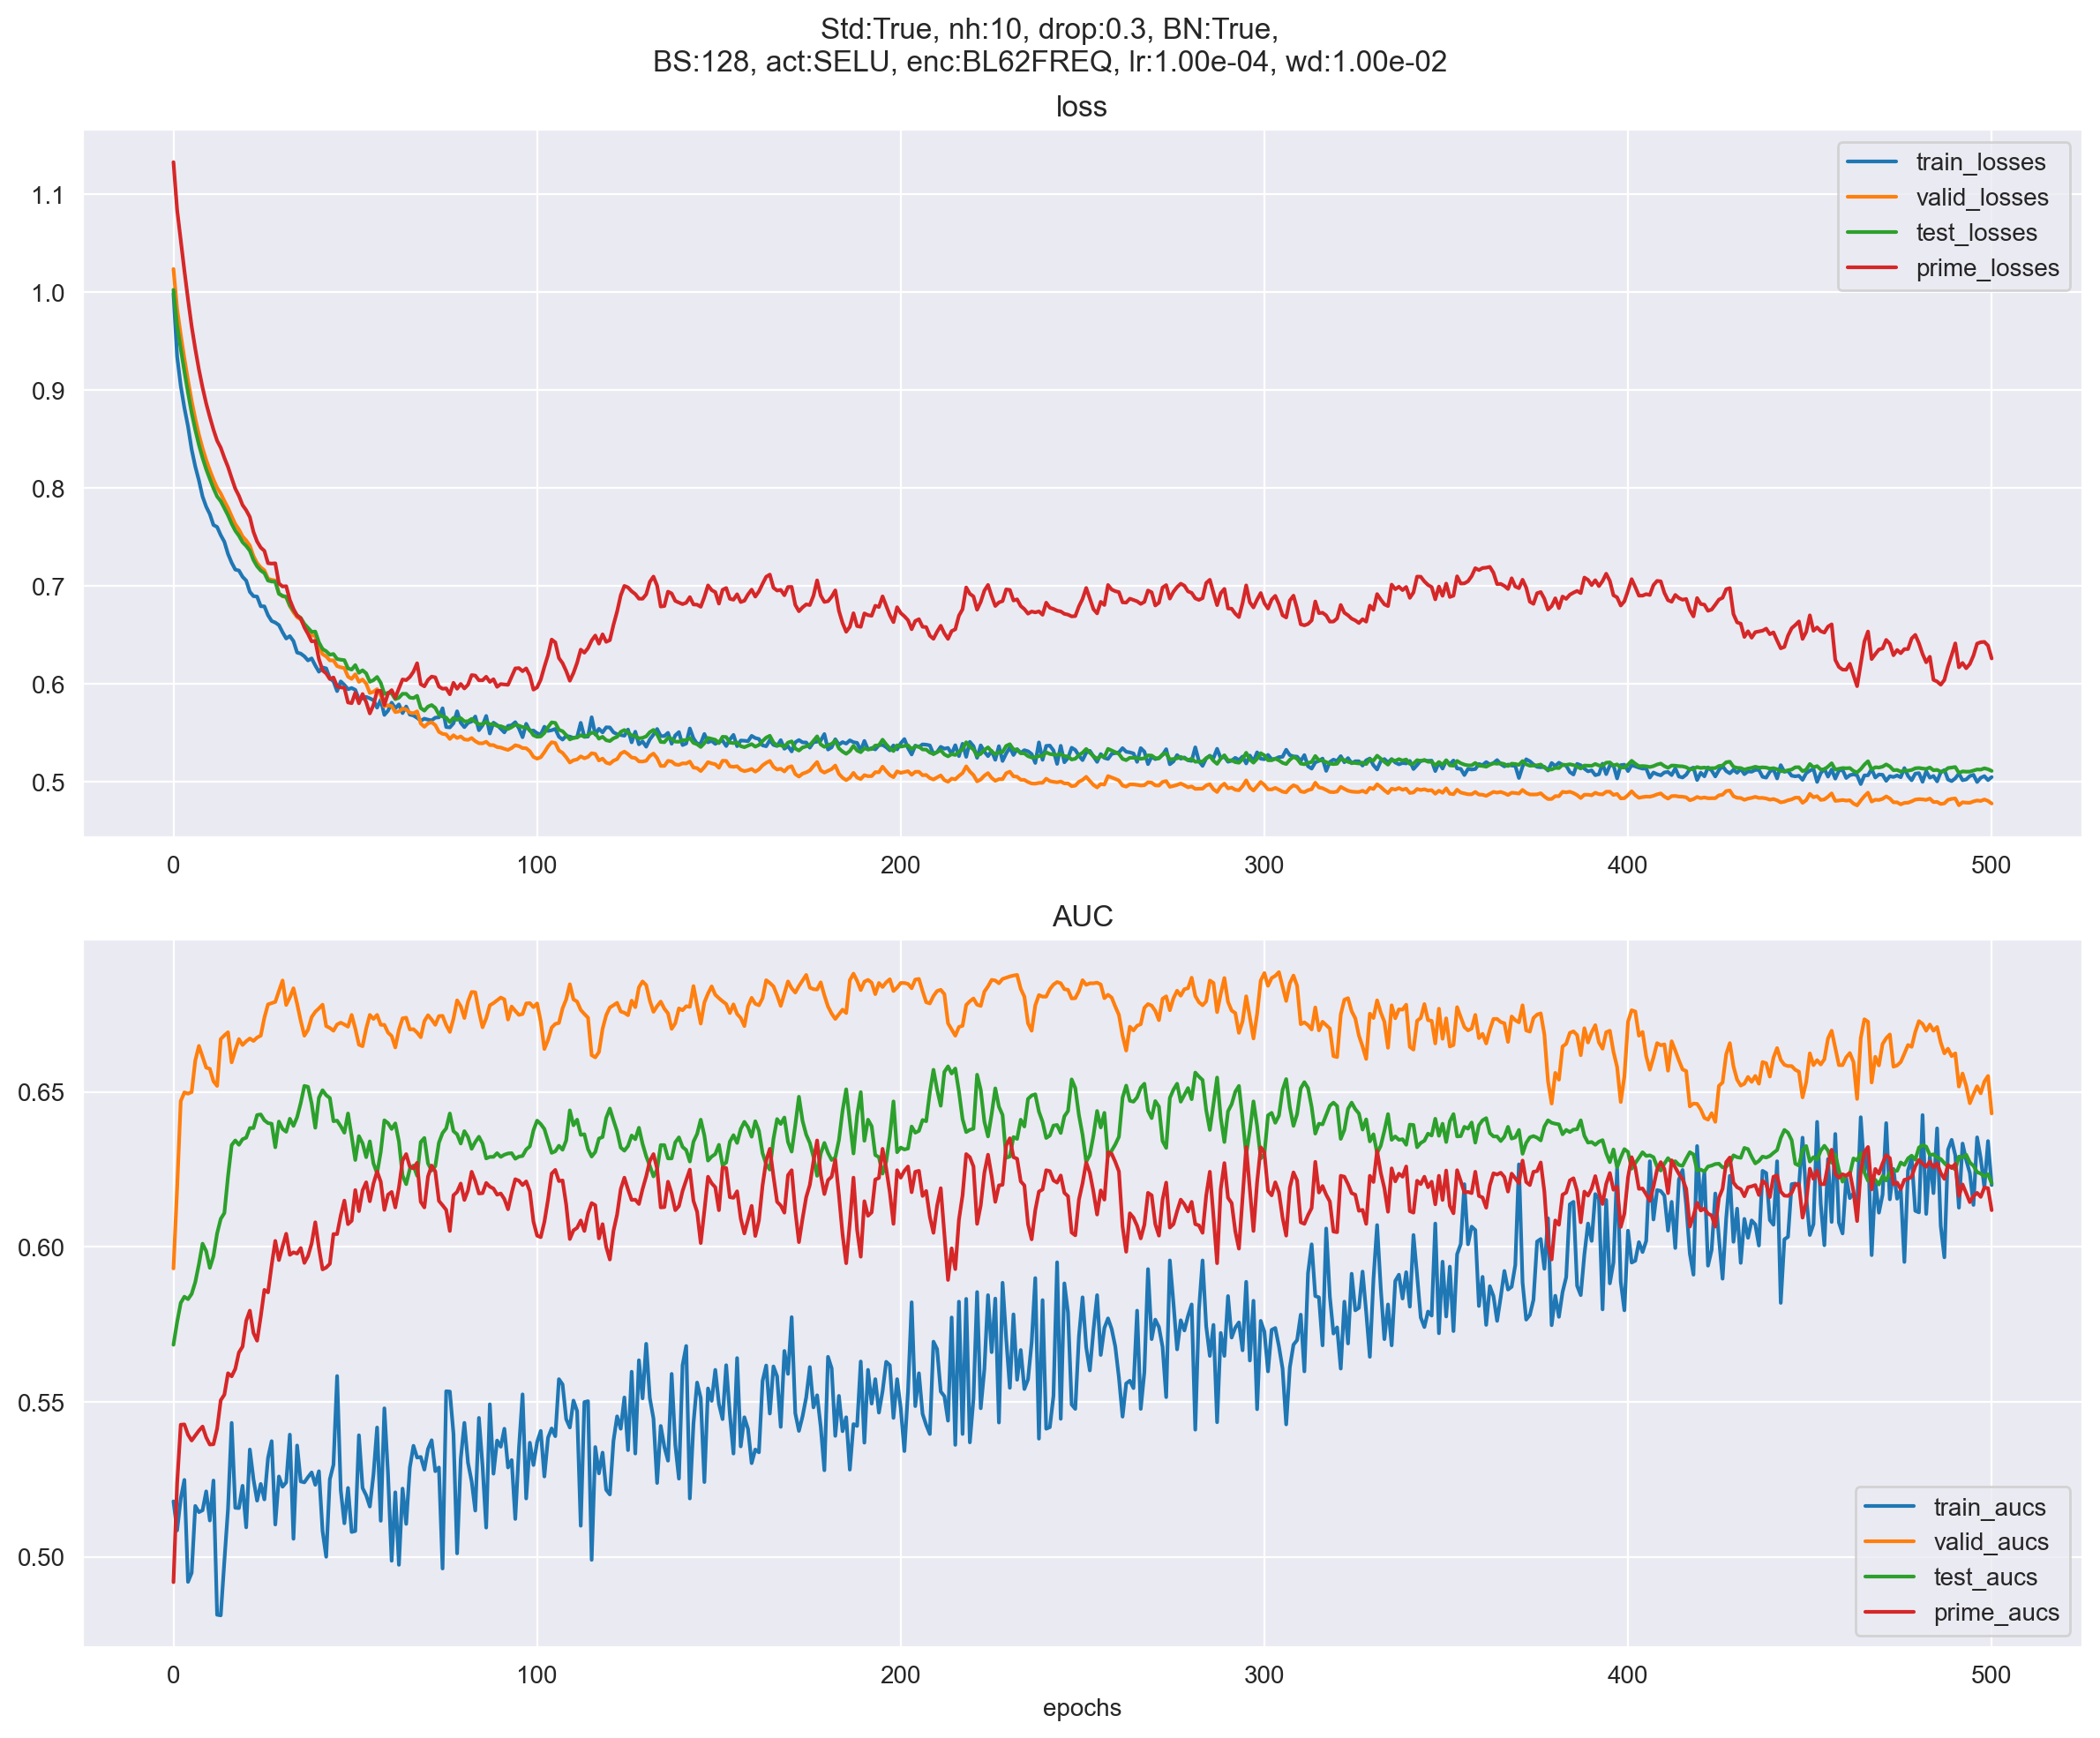 Std:True, nh:10, drop:0.3, BN:True,
BS:128, act:SELU, enc:BL62FREQ, lr:1.00e-04, wd:1.00e-02
loss
train_losses
valid_losses
test_losses
prime_losses
1.1
1.0
0.9
0.8
0.7
0.6
0.5
0 100 200 300 400 500
AUC
0.65
0.60
0.55
0.50
train_aucs
valid_aucs
test_aucs
prime_aucs
0 100 200 300 400 500
epochs